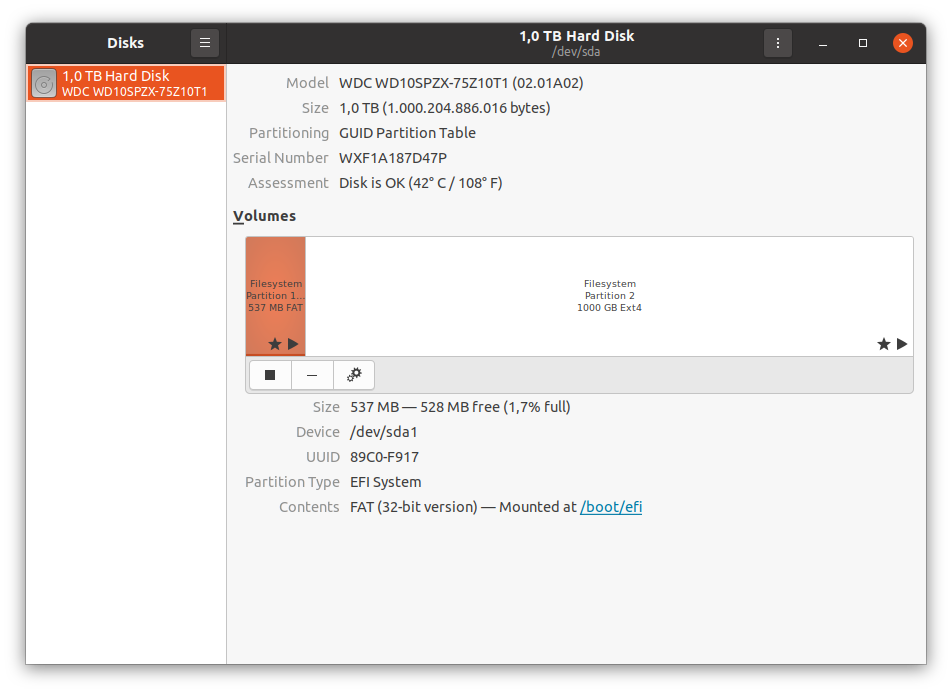 Disks
1,0 TB Hard Disk
/dev/sda
1,0 TB Hard Disk
WDC WD10SPZX-75Z10T1
Model WDC WD10SPZX-75Z10T1 (02.01A02)
Size 1,0 TB (1.000.204.886.016 bytes)
Partitioning GUID Partition Table
Serial Number WXF1A187D47P
Assessment Disk is OK (42° C / 108° F)
Volumes
Filesystem
Partition 1…
537 MB FAT
Filesystem
Partition 2
1000 GB Ext4
Size 537 MB — 528 MB free (1,7% full)
Device /dev/sda1
UUID 89C0-F917
Partition Type EFI System
Contents FAT (32-bit version) — Mounted at /boot/efi